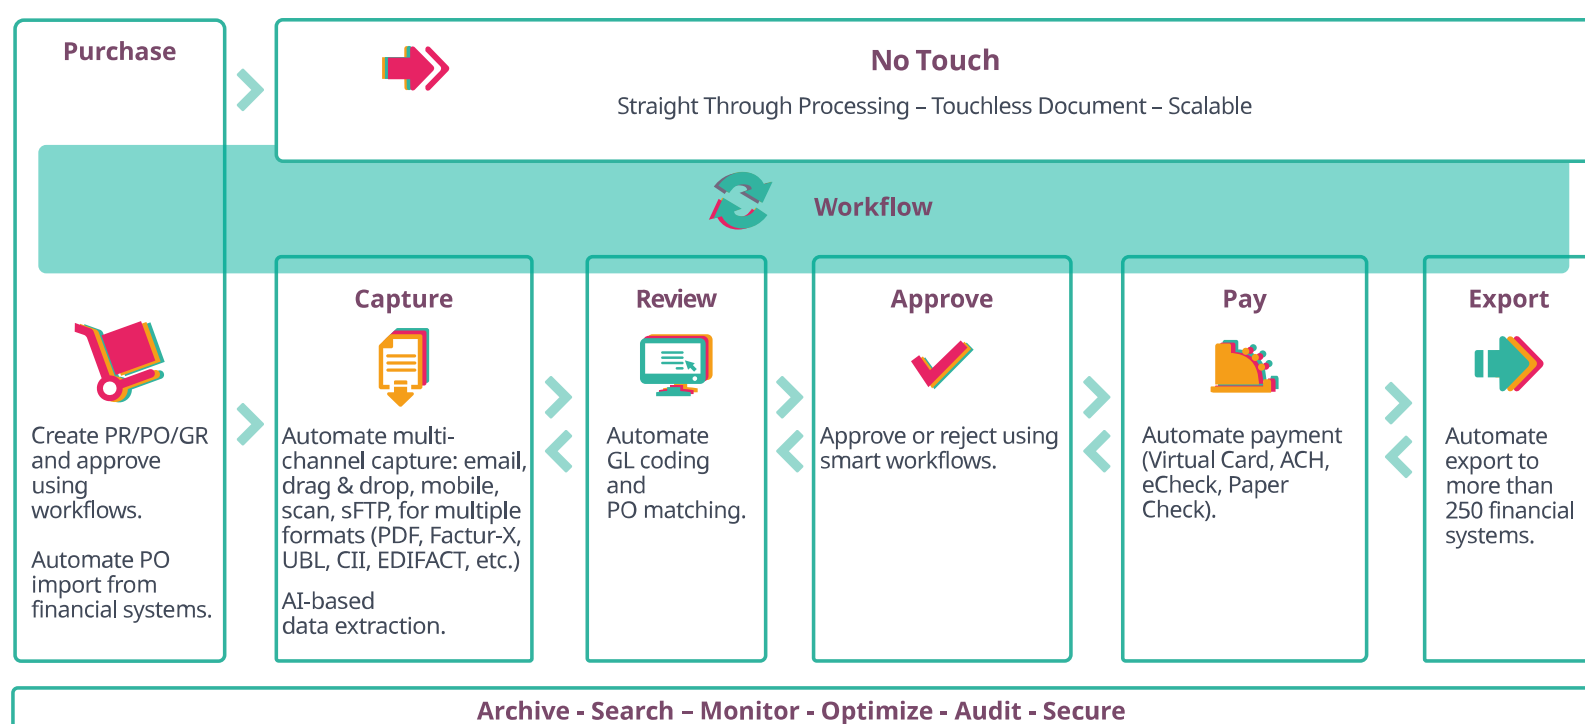 Purchase
No Touch
Straight Through Processing – Touchless Document – Scalable
Workflow
Create PR/PO/GR
and approve
using
workflows.
Automate PO
import from
financial systems.
Capture
Automate multi-
channel capture: email,
drag & drop, mobile,
scan, sFTP, for multiple
formats (PDF, Factur-X,
UBL, CII, EDIFACT, etc.)
AI-based
data extraction.
Review
Automate
GL coding
and
PO matching.
Approve
Approve or reject using
smart workflows.
Pay
Automate payment
(Virtual Card, ACH,
eCheck, Paper
Check).
Export
Automate
export to
more than
250 financial
systems.
Archive - Search – Monitor - Optimize - Audit - Secure